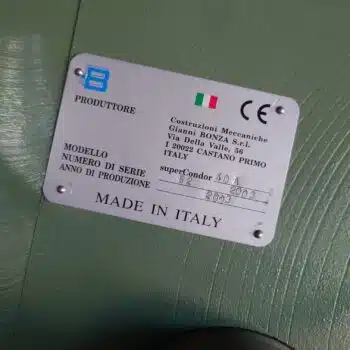 B
PRODUTTORE
CE
Costruzioni Meccaniche
Gianni BONZA S.r.l.
Via Della Valle, 56
I 20022 CASTANO PRIMO
ITALY
MODELLO superCondor
NUMERO DI SERIE 2003
ANNO DI PRODUZIONE 2003
MADE IN ITALY